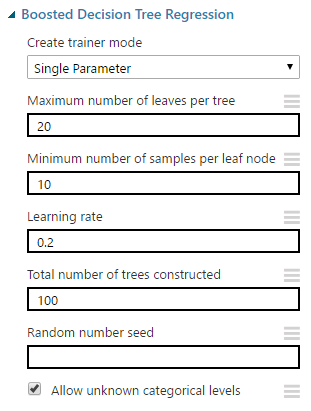 Boosted Decision Tree Regression
Create trainer mode
Single Parameter
Maximum number of leaves per tree
20
Minimum number of samples per leaf node
10
Learning rate
0.2
Total number of trees constructed
100
Random number seed
Allow unknown categorical levels